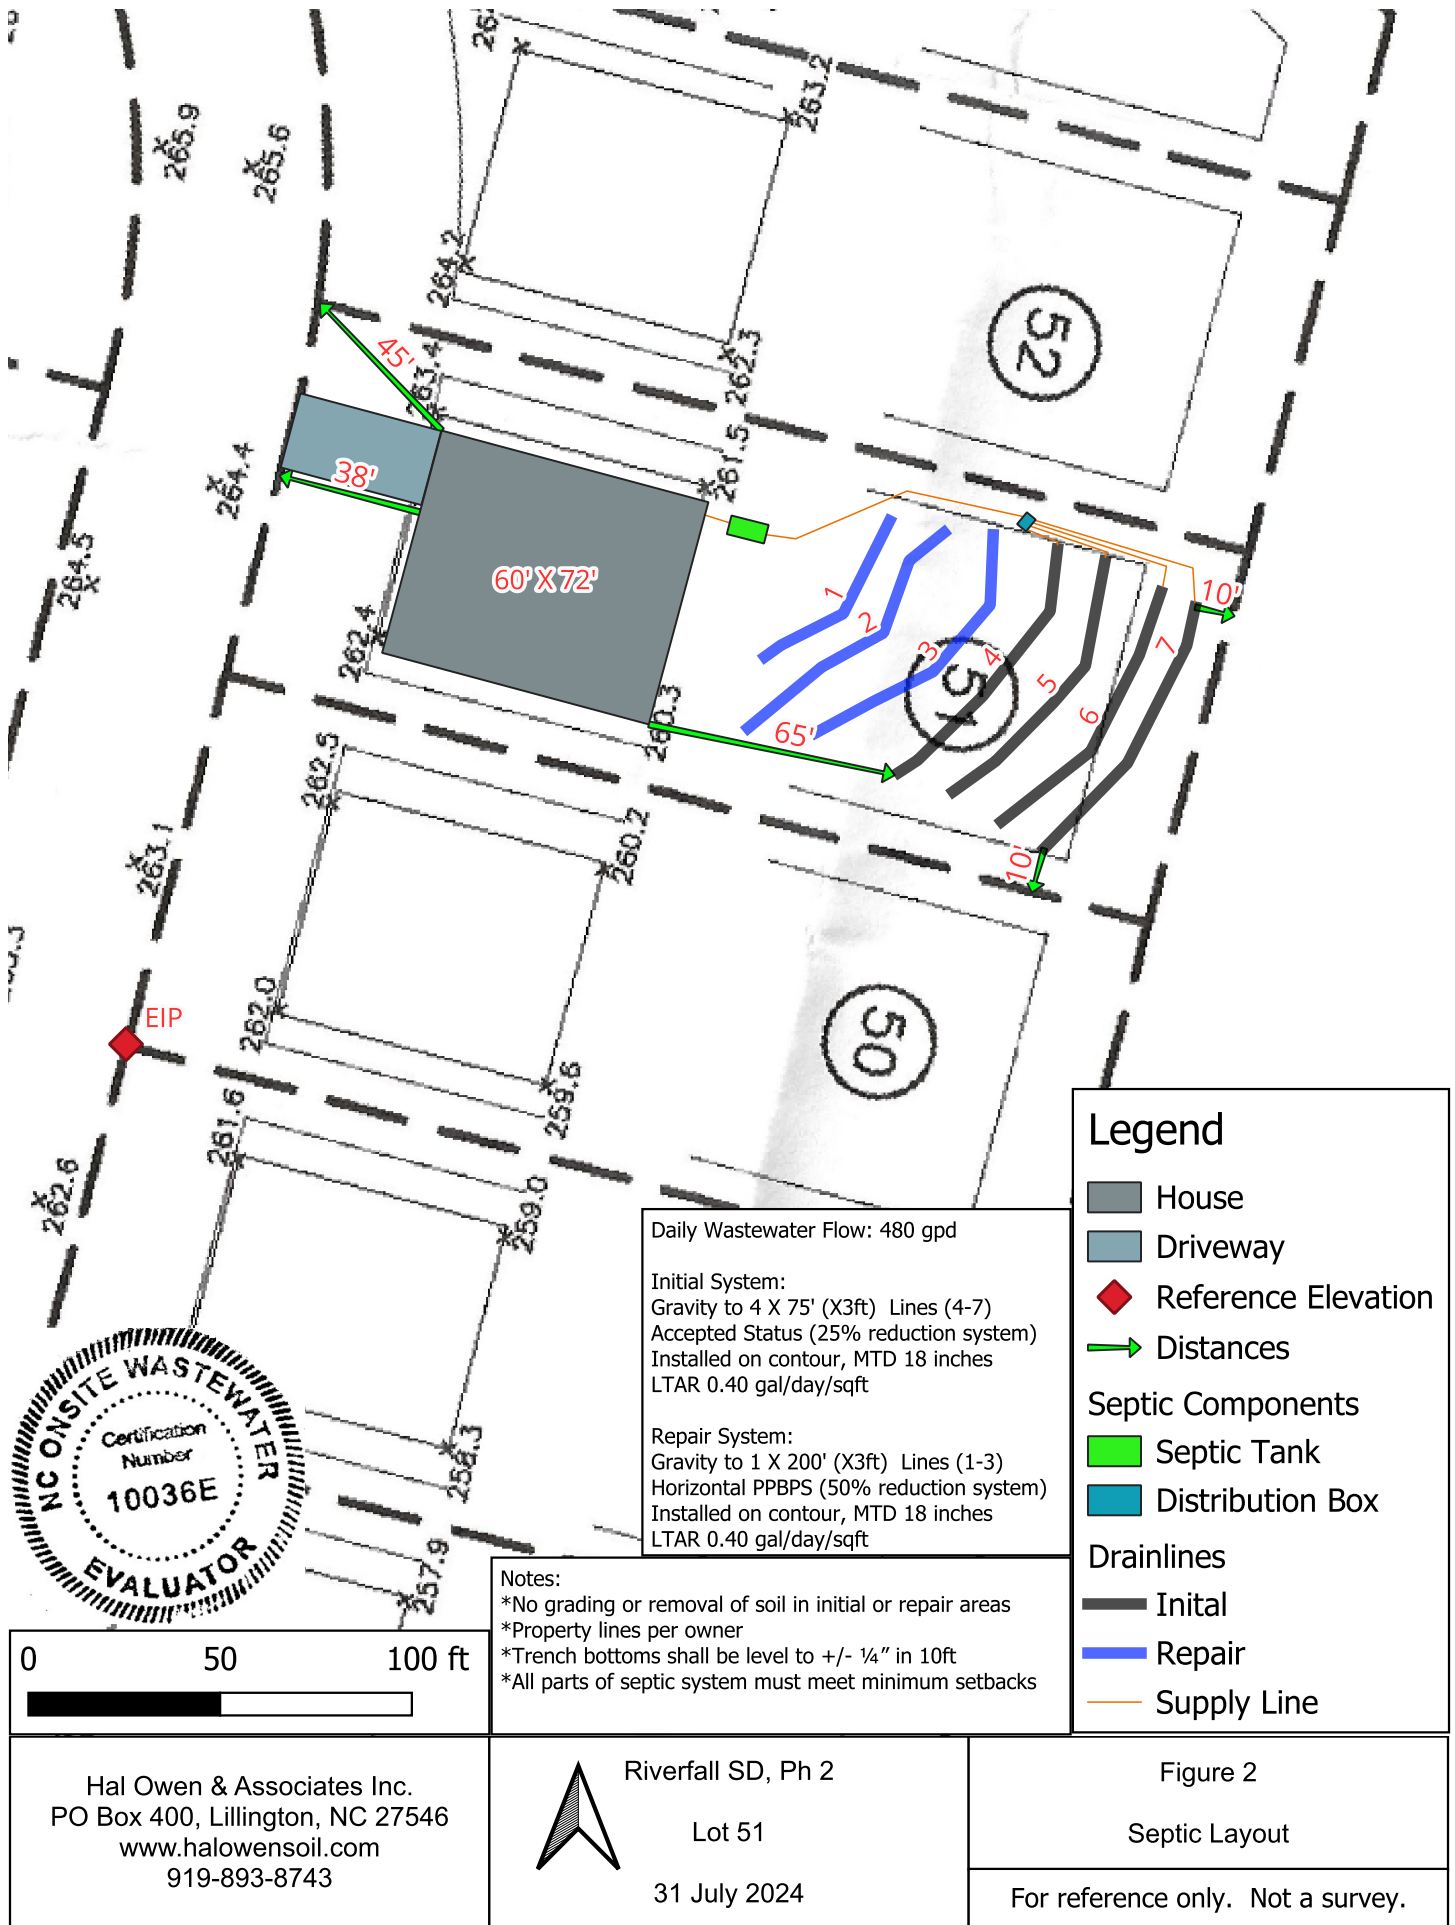 263.2
265.9
265.6
264.2
262.3
52
45'
263.4
261.5
264.4
38'
264.5
60' X 72'
262.4
260.3
1
2
3
4
5
6
7
10'
51
65'
10'
262.5
260.2
263.1
262.0
259.6
EIP
50
261.6
259.0
262.6
258.3
257.9
NC ONSITE WASTEWATER
Certification
Number
10036E
EVALUATOR
Daily Wastewater Flow: 480 gpd
Initial System:
Gravity to 4 X 75' (X3ft) Lines (4-7)
Accepted Status (25% reduction system)
Installed on contour, MTD 18 inches
LTAR 0.40 gal/day/sqft
Repair System:
Gravity to 1 X 200' (X3ft) Lines (1-3)
Horizontal PPBPS (50% reduction system)
Installed on contour, MTD 18 inches
LTAR 0.40 gal/day/sqft
Notes:
*No grading or removal of soil in initial or repair areas
*Property lines per owner
*Trench bottoms shall be level to +/- ¼” in 10ft
*All parts of septic system must meet minimum setbacks
Legend
House
Driveway
Reference Elevation
Distances
Septic Components
Septic Tank
Distribution Box
Drainlines
Inital
Repair
Supply Line
0 50 100 ft
Hal Owen & Associates Inc.
PO Box 400, Lillington, NC 27546
www.halowensoil.com
919-893-8743
Riverfall SD, Ph 2
Lot 51
31 July 2024
Figure 2
Septic Layout
For reference only. Not a survey.